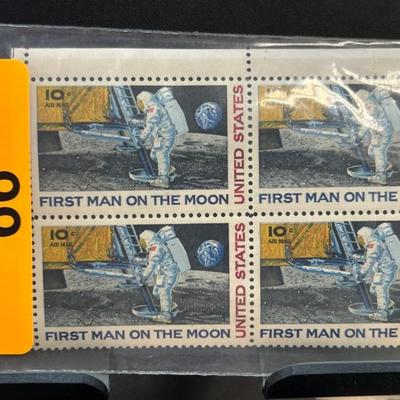 10¢
AIR MAIL
UNITED STATES
FIRST MAN ON THE MOON
10¢
FIRST MAN ON THE
10¢
AIR MAIL
UNITED STATES
FIRST MAN ON THE MOON
10¢
AIR MAIL
FIRST MAN ON THE